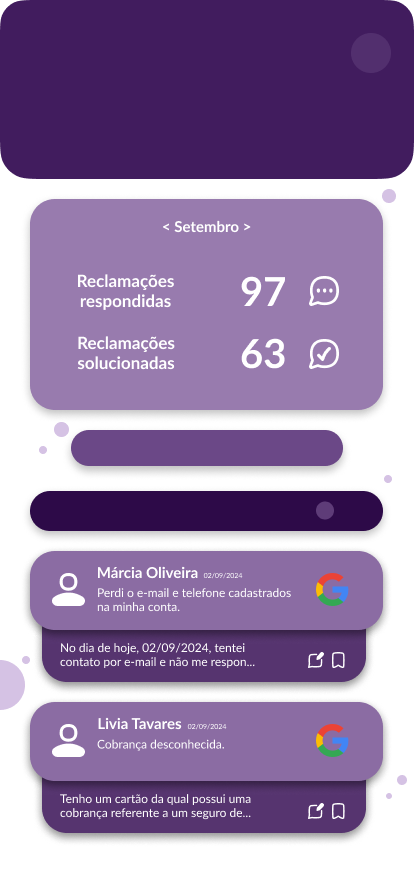 < Setembro >
Reclamações
respondidas
97
Reclamações
solucionadas
63
Márcia Oliveira 02/09/2024
Perdi o e-mail e telefone cadastrados
na minha conta.
No dia de hoje, 02/09/2024, tentei
contato por e-mail e não me respon...
Livia Tavares 02/09/2024
Cobrança desconhecida.
Tenho um cartão da qual possui uma
cobrança referente a um seguro de...